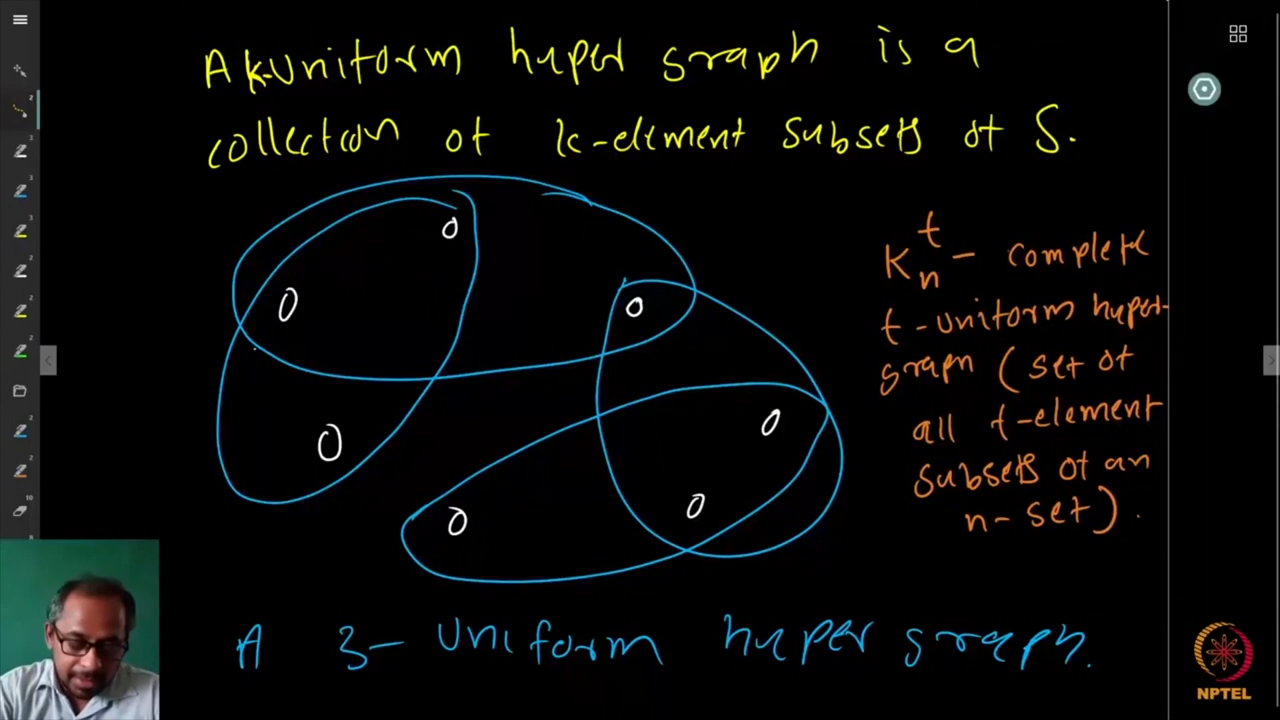 A k-uniform hyper graph is a
collection of k-element subsets of S.
K_n^t - complete
t-uniform hyper-
graph (set of
all t-element
subsets of an
n-set).
A 3-uniform hyper graph.
NPTEL